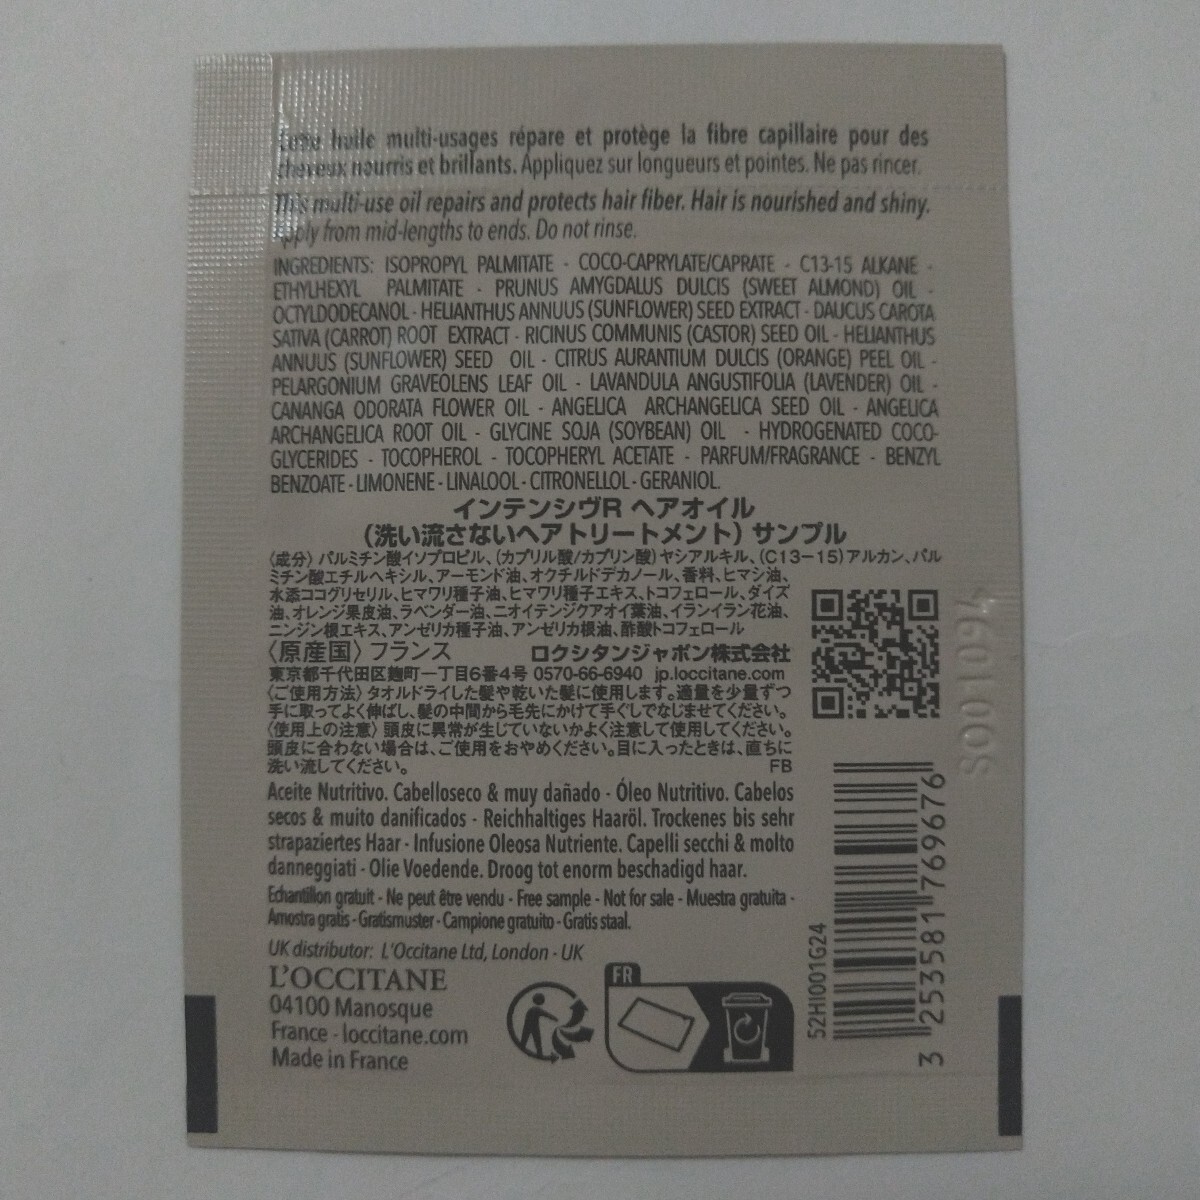 huile multi-usages répare et protège la fibre capillaire pour des
cheveux nourris et brillants. Appliquez sur longueurs et pointes. Ne pas rincer.
This multi-use oil repairs and protects hair fiber. Hair is nourished and shiny.
Apply from mid-lengths to ends. Do not rinse.
INGREDIENTS: ISOPROPYL PALMITATE - COCO-CAPRYLATE/CAPRATE - C13-15 ALKANE -
ETHYLHEXYL PALMITATE - PRUNUS AMYGDALUS DULCIS (SWEET ALMOND) OIL -
OCTYLDODECANOL - HELIANTHUS ANNUUS (SUNFLOWER) SEED EXTRACT - DAUCUS CAROTA
SATIVA (CARROT) ROOT EXTRACT - RICINUS COMMUNIS (CASTOR) SEED OIL - HELIANTHUS
ANNUUS (SUNFLOWER) SEED OIL - CITRUS AURANTIUM DULCIS (ORANGE) PEEL OIL -
PELARGONIUM GRAVEOLENS LEAF OIL - LAVANDULA ANGUSTIFOLIA (LAVENDER) OIL -
CANANGA ODORATA FLOWER OIL - ANGELICA ARCHANGELICA SEED OIL - ANGELICA
ARCHANGELICA ROOT OIL - GLYCINE SOJA (SOYBEAN) OIL - HYDROGENATED COCO-
GLYCERIDES - TOCOPHEROL - TOCOPHERYL ACETATE - PARFUM/FRAGRANCE - BENZYL
BENZOATE - LIMONENE - LINALOOL - CITRONELLOL - GERANIOL.
インテンシヴR ヘアオイル
(洗い流さないヘアトリートメント) サンプル
〈成分〉パルミチン酸イソプロピル、(カプリル酸/カプリン酸)ヤシアルキル、(C13-15)アルカン、パル
ミチン酸エチルヘキシル、アーモンド油、オクチルドデカノール、香料、ヒマシ油、
水添ココグリセリル、ヒマワリ種子油、ヒマワリ種子エキス、トコフェロール、ダイズ
油、オレンジ果皮油、ラベンダー油、ニオイテンジクアオイ葉油、イランイラン花油、
ニンジン根エキス、アンゼリカ種子油、アンゼリカ根油、酢酸トコフェロール
〈原産国〉フランス ロクシタンジャポン株式会社
東京都千代田区麹町一丁目6番4号 0570-66-6940 jp.loccitane.com
〈ご使用方法〉タオルドライした髪や乾いた髪に使用します。適量を少量ずつ
手に取ってよく伸ばし、髪の中間から毛先にかけて手ぐしでなじませてください。
〈使用上の注意〉頭皮に異常が生じていないかよく注意して使用してください。
頭皮に合わない場合は、ご使用をおやめください。目に入ったときは、直ちに
洗い流してください。 FB
Aceite Nutritivo. Cabelloseco & muy dañado - Óleo Nutritivo. Cabelos
secos & muito danificados - Reichhaltiges Haaröl. Trockenes bis sehr
strapaziertes Haar - Infusione Oleosa Nutriente. Capelli secchi & molto
danneggiati - Olie Voedende. Droog tot enorm beschadigd haar.
Echantillon gratuit - Ne peut être vendu - Free sample - Not for sale - Muestra gratuita -
Amostra gratis - Gratismuster - Campione gratuito - Gratis staal.
UK distributor: L'Occitane Ltd, London - UK
L'OCCITANE
04100 Manosque
France - loccitane.com
Made in France
FR
52HI001G24
3 253581 769676